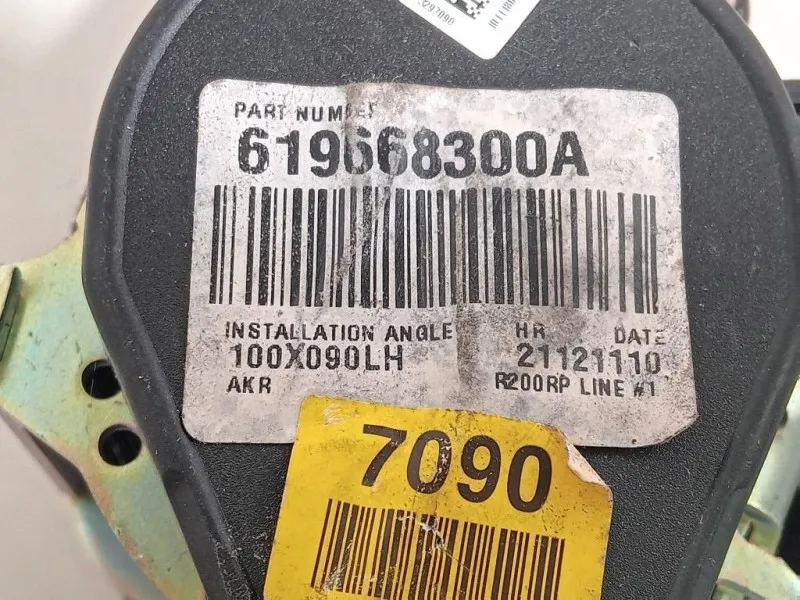 PART NUMBER
619668300A
INSTALLATION ANGLE HR DATE
100X090LH 21121110
AKR R200RP LINE #1
7090